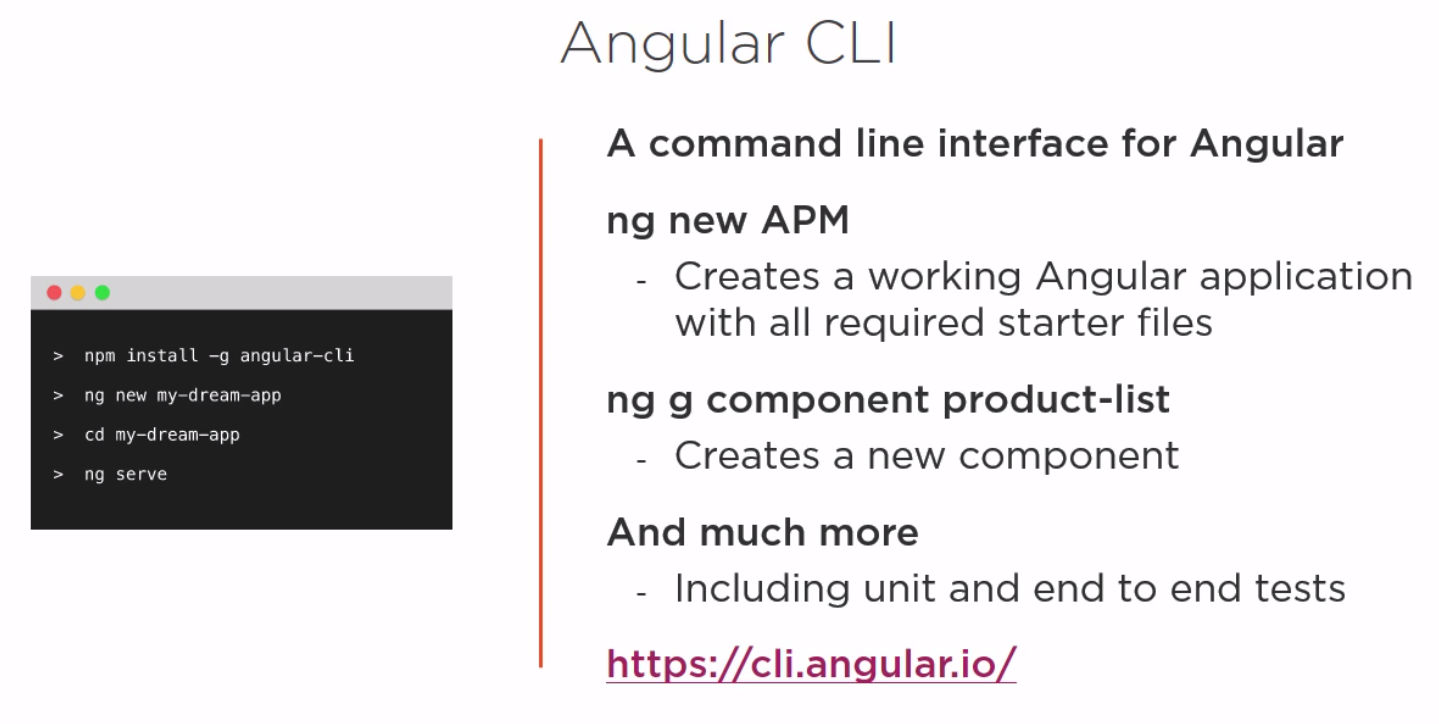 Angular CLI
> npm install -g angular-cli
> ng new my-dream-app
> cd my-dream-app
> ng serve
A command line interface for Angular
ng new APM
- Creates a working Angular application
with all required starter files
ng g component product-list
- Creates a new component
And much more
- Including unit and end to end tests
https://cli.angular.io/